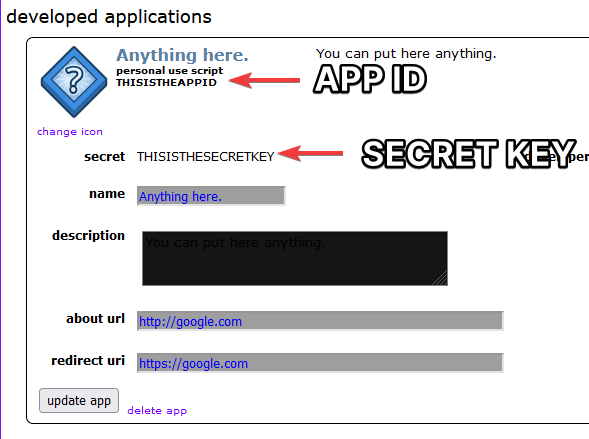 developed applications
Anything here.
You can put here anything.
personal use script
THISISTHEAPPID
APP ID
change icon
secret
THISISTHESECRETKEY
SECRET KEY
per
name
Anything here.
description
You can put here anything.
about url
http://google.com
redirect uri
https://google.com
update app
delete app